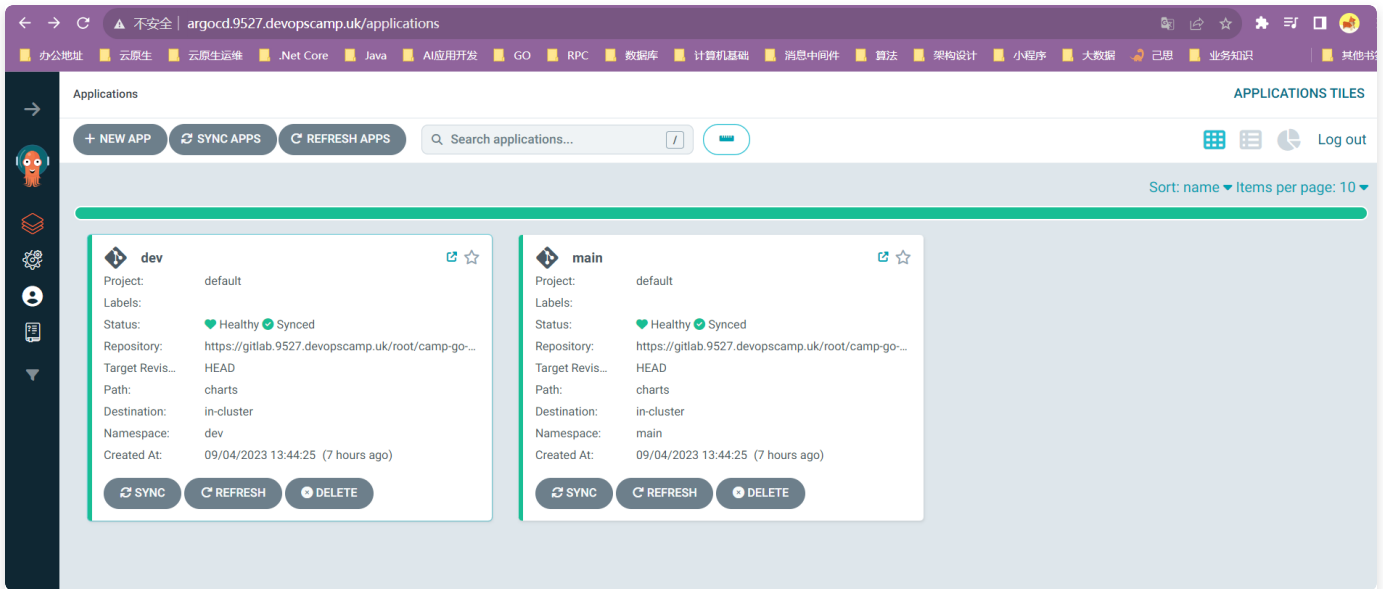 不安全 argocd.9527.devopscamp.uk/applications
办公地址 云原生 云原生运维 .Net Core Java AI应用开发 GO RPC 数据库 计算机基础 消息中间件 算法 架构设计 小程序 大数据 己思 业务知识 其他书签
Applications APPLICATIONS TILES
+ NEW APP SYNC APPS REFRESH APPS Search applications... / Log out
Sort: name Items per page: 10
dev
Project: default
Labels:
Status: Healthy Synced
Repository: https://gitlab.9527.devopscamp.uk/root/camp-go-...
Target Revis... HEAD
Path: charts
Destination: in-cluster
Namespace: dev
Created At: 09/04/2023 13:44:25 (7 hours ago)
SYNC REFRESH DELETE
main
Project: default
Labels:
Status: Healthy Synced
Repository: https://gitlab.9527.devopscamp.uk/root/camp-go-...
Target Revis... HEAD
Path: charts
Destination: in-cluster
Namespace: main
Created At: 09/04/2023 13:44:25 (7 hours ago)
SYNC REFRESH DELETE